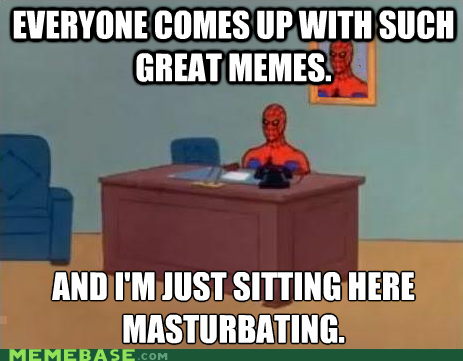 EVERYONE COMES UP WITH SUCH
GREAT MEMES.
AND I'M JUST SITTING HERE
MASTURBATING.
MEMEBASE.COM